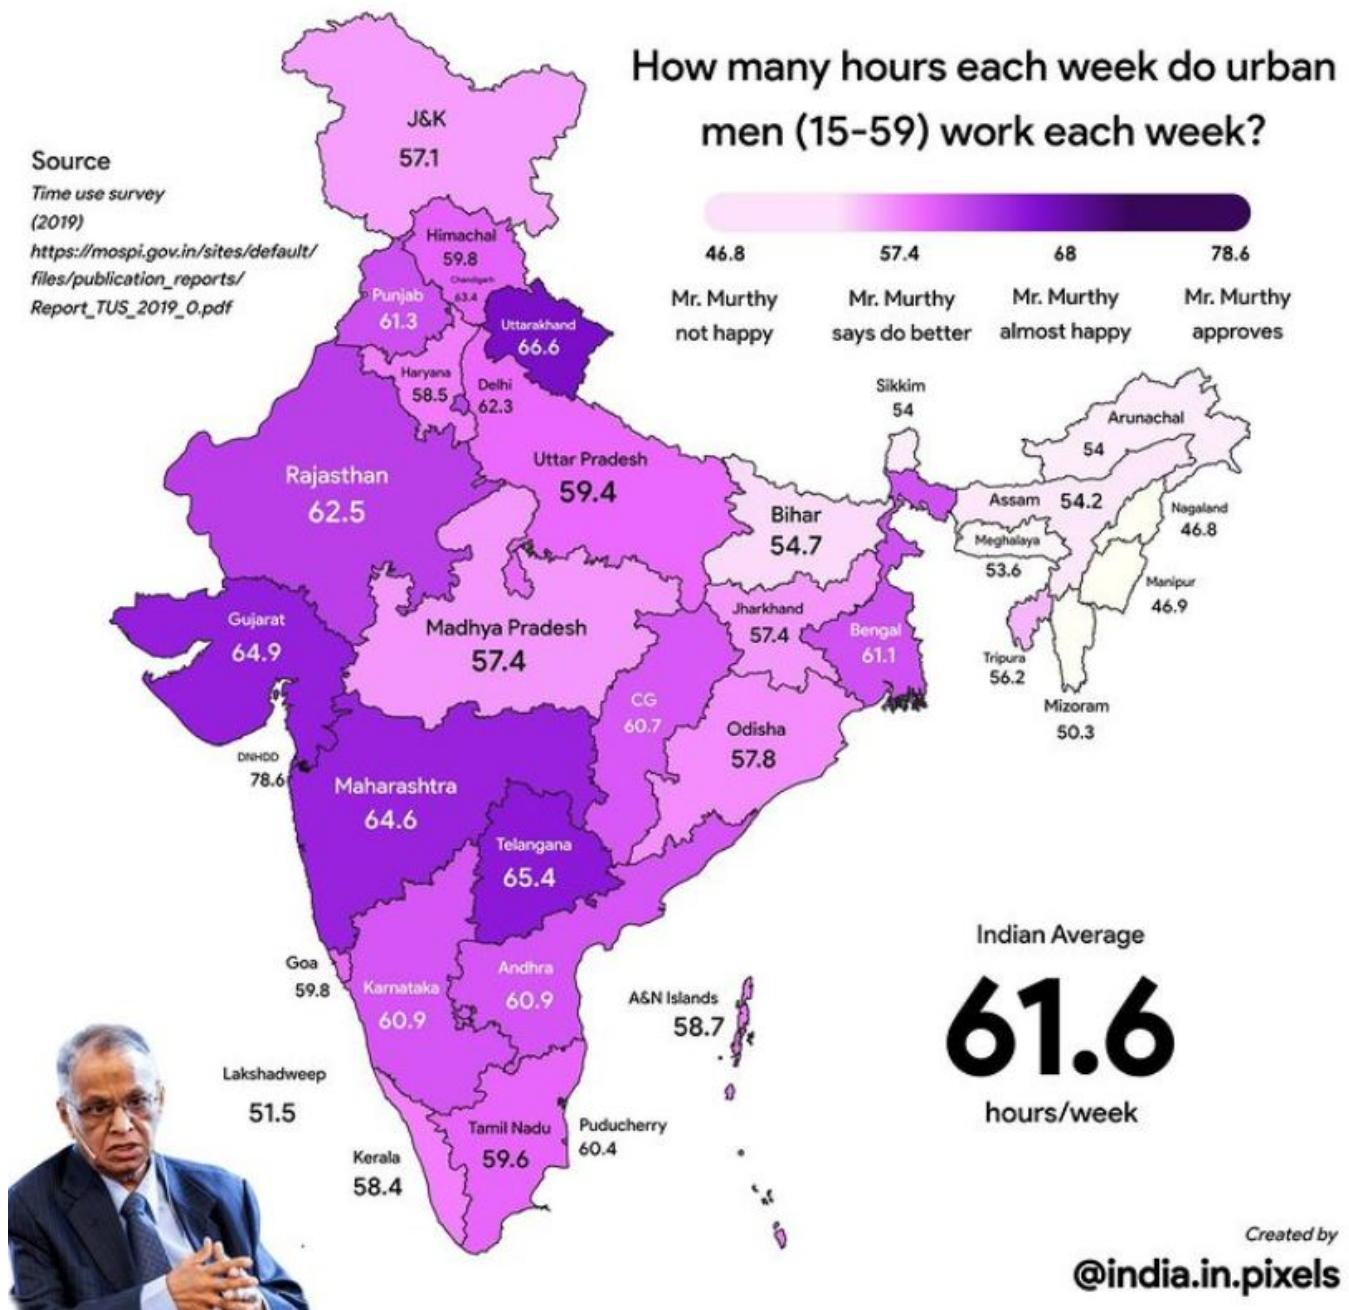 How many hours each week do urban
men (15-59) work each week?
Source
Time use survey
(2019)
https://mospi.gov.in/sites/default/
files/publication_reports/
Report_TUS_2019_0.pdf
46.8
57.4
68
78.6
Mr. Murthy
not happy
Mr. Murthy
says do better
Mr. Murthy
almost happy
Mr. Murthy
approves
J&K
57.1
Himachal
59.8
Chandigarh
63.4
Punjab
61.3
Uttarakhand
66.6
Haryana
58.5
Delhi
62.3
Sikkim
54
Arunachal
54
Rajasthan
62.5
Uttar Pradesh
59.4
Bihar
54.7
Assam 54.2
Nagaland
46.8
Meghalaya
53.6
Manipur
46.9
Gujarat
64.9
Madhya Pradesh
57.4
Jharkhand
57.4
Bengal
61.1
Tripura
56.2
Mizoram
50.3
CG
60.7
Odisha
57.8
DNHDD
78.6
Maharashtra
64.6
Telangana
65.4
Goa
59.8
Karnataka
60.9
Andhra
60.9
A&N Islands
58.7
Indian Average
61.6
hours/week
Lakshadweep
51.5
Kerala
58.4
Tamil Nadu
59.6
Puducherry
60.4
Created by
@india.in.pixels